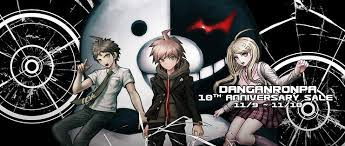 DANGANRONPA
10TH ANNIVERSARY SALE
11/9 - 11/18